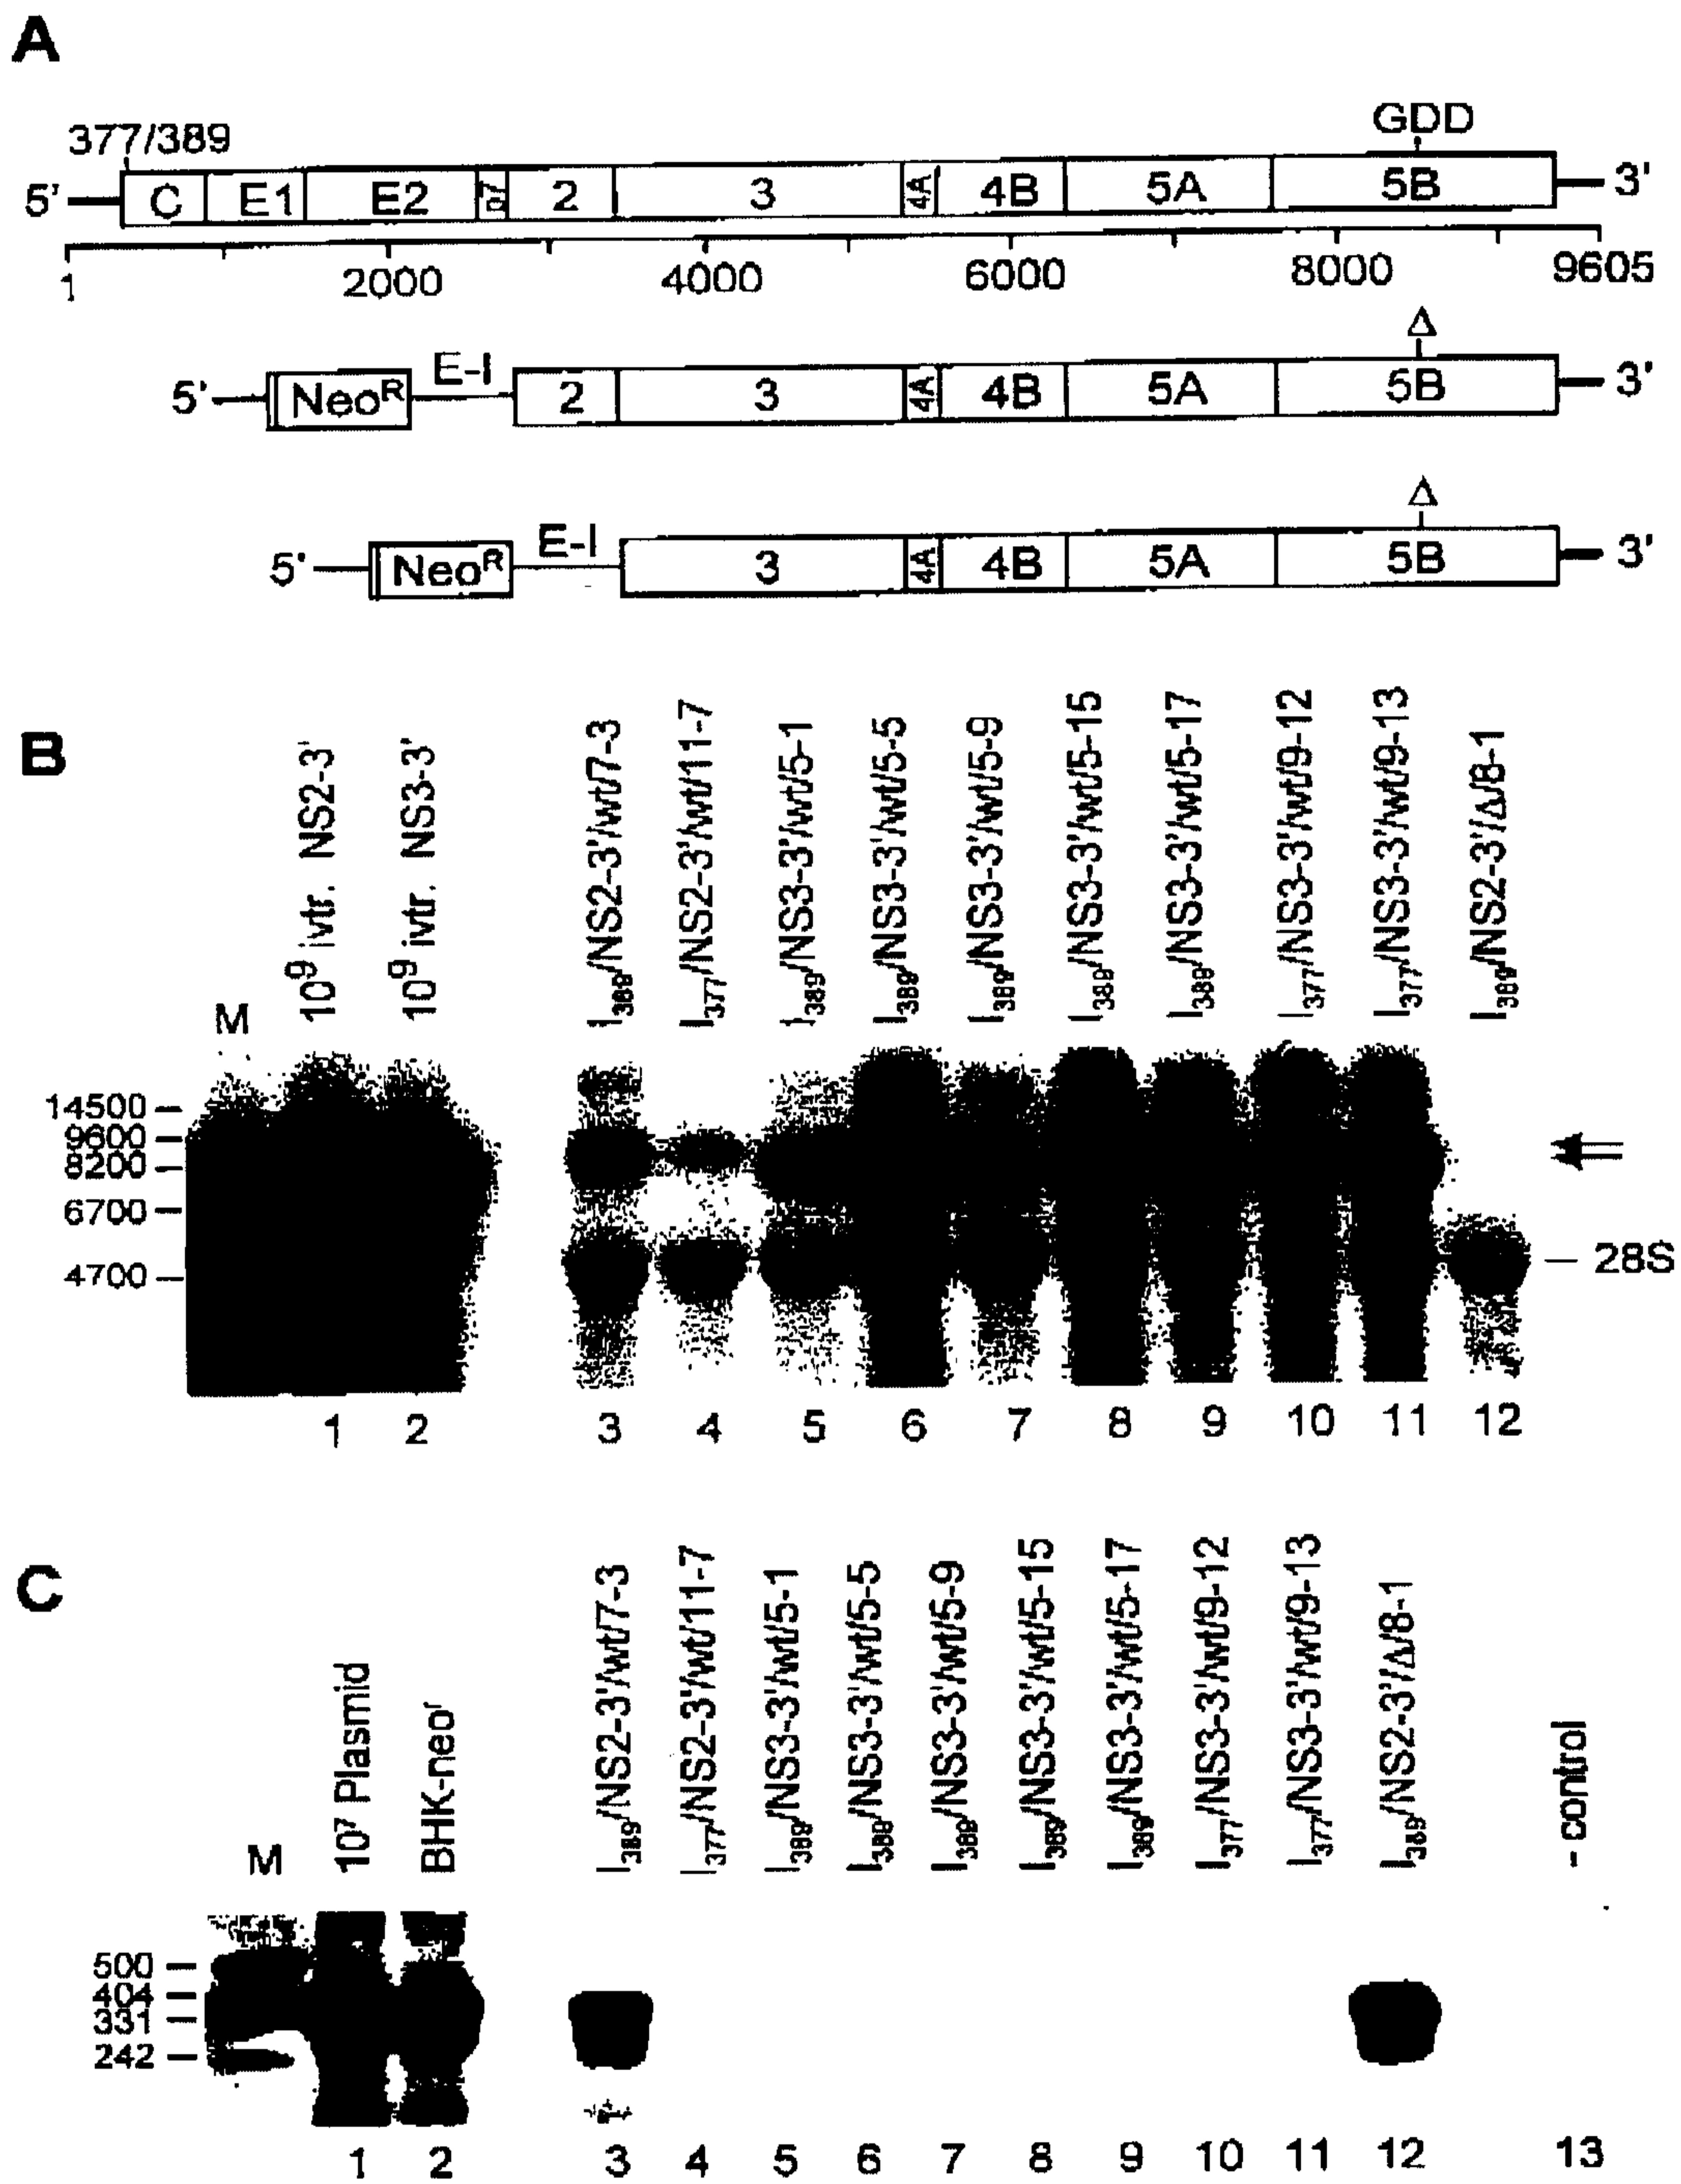 A
377/389
GDD
5' C E1 E2 p7 2 3 4A 4B 5A 5B 3'
1 2000 4000 6000 8000 9605
Δ
5' Neoᴿ E-I 2 3 4A 4B 5A 5B 3'
Δ
5' Neoᴿ E-I 3 4A 4B 5A 5B 3'
B
M
10⁹ ivtr. NS2-3'
10⁹ ivtr. NS3-3'
I₃₈₉/NS2-3'/wt/7-3
I₃₇₇/NS2-3'/wt/11-7
I₃₈₉/NS3-3'/wt/5-1
I₃₈₉/NS3-3'/wt/5-5
I₃₈₉/NS3-3'/wt/5-9
I₃₈₉/NS3-3'/wt/5-15
I₃₈₉/NS3-3'/wt/5-17
I₃₇₇/NS3-3'/wt/9-12
I₃₇₇/NS3-3'/wt/9-13
I₃₈₉/NS2-3'/Δ/8-1
14500
9600
8200
6700
4700
28S
1 2 3 4 5 6 7 8 9 10 11 12
C
M
10⁷ Plasmid
BHK-neoʳ
I₃₈₉/NS2-3'/wt/7-3
I₃₇₇/NS2-3'/wt/11-7
I₃₈₉/NS3-3'/wt/5-1
I₃₈₉/NS3-3'/wt/5-5
I₃₈₉/NS3-3'/wt/5-9
I₃₈₉/NS3-3'/wt/5-15
I₃₈₉/NS3-3'/wt/5-17
I₃₇₇/NS3-3'/wt/9-12
I₃₇₇/NS3-3'/wt/9-13
I₃₈₉/NS2-3'/Δ/8-1
- control
500
404
331
242
1 2 3 4 5 6 7 8 9 10 11 12 13